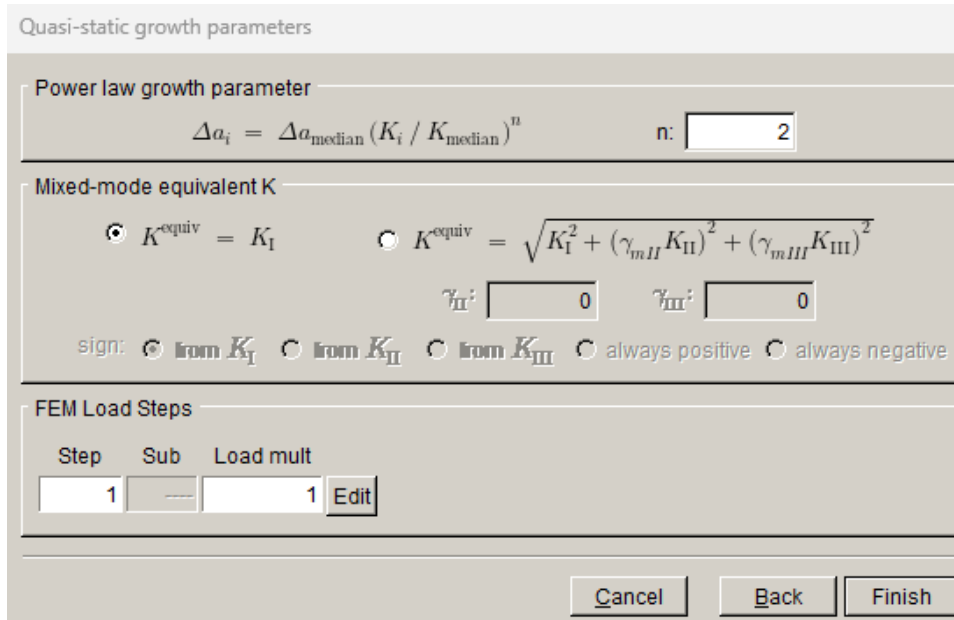 Quasi-static growth parameters
Power law growth parameter
Δa_i = Δa_median (K_i / K_median)^n n: 2
Mixed-mode equivalent K
K^equiv = K_I K^equiv = √(K_I^2 + (γ_mII K_II)^2 + (γ_mIII K_III)^2)
γ_II: 0 γ_III: 0
sign: from K_I from K_II from K_III always positive always negative
FEM Load Steps
Step Sub Load mult
1 ---- 1 Edit
Cancel Back Finish